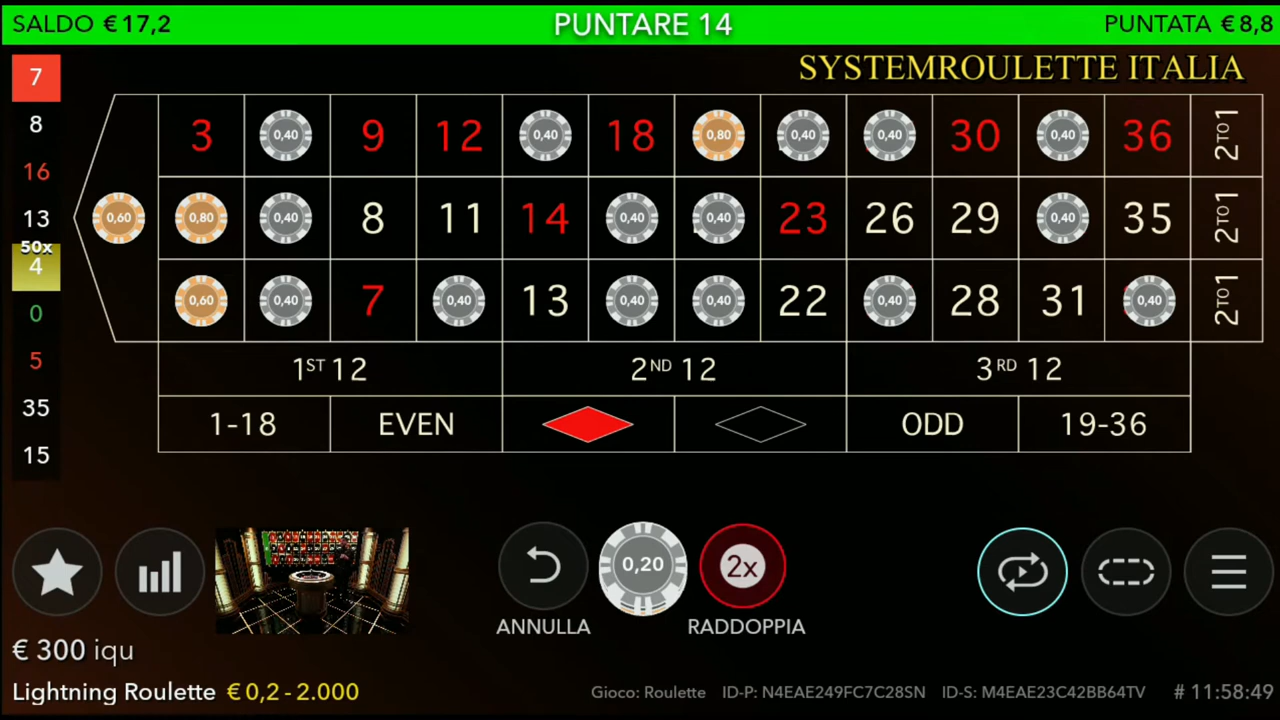 SALDO € 17,2
PUNTARE 14
PUNTATA € 8,8
SYSTEMROULETTE ITALIA
7
8
16
13
50x
4
0
5
35
15
3 0,40 9 12 0,40 18 0,80 0,40 0,40 30 0,40 36 2TO1
0,60 0,80 0,40 8 11 14 0,40 0,40 23 26 29 0,40 35 2TO1
0,60 0,40 7 0,40 13 0,40 0,40 22 0,40 28 31 0,40 2TO1
1ST 12 2ND 12 3RD 12
1-18 EVEN ODD 19-36
0,20 2x
ANNULLA RADDOPPIA
€ 300 iqu
Lightning Roulette € 0,2 - 2.000
Gioco: Roulette ID-P: N4EAE249FC7C28SN ID-S: M4EAE23C42BB64TV # 11:58:49